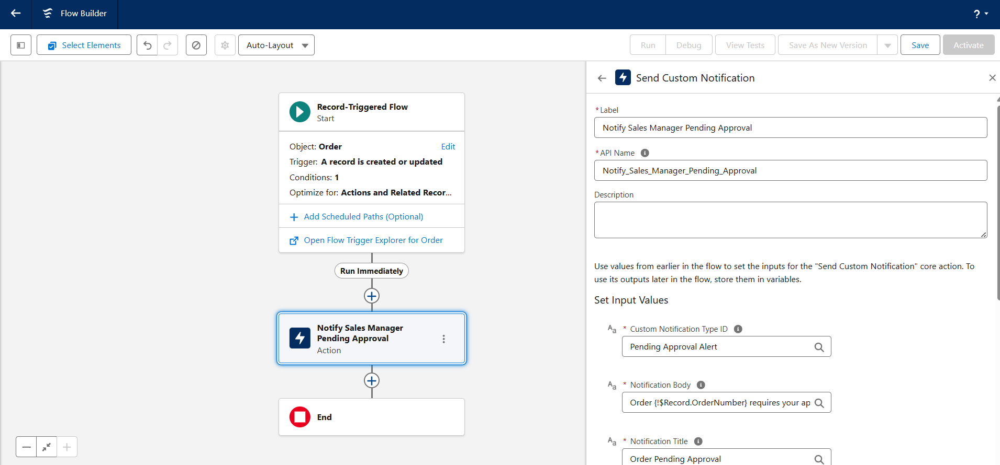 Flow Builder
?
Select Elements
Auto-Layout
Run
Debug
View Tests
Save As New Version
Save
Activate
Record-Triggered Flow
Start
Object: Order
Edit
Trigger: A record is created or updated
Conditions: 1
Optimize for: Actions and Related Recor...
Add Scheduled Paths (Optional)
Open Flow Trigger Explorer for Order
Run Immediately
Notify Sales Manager
Pending Approval
Action
End
Send Custom Notification
* Label
Notify Sales Manager Pending Approval
* API Name
Notify_Sales_Manager_Pending_Approval
Description
Use values from earlier in the flow to set the inputs for the "Send Custom Notification" core action. To
use its outputs later in the flow, store them in variables.
Set Input Values
Aa * Custom Notification Type ID
Pending Approval Alert
Aa * Notification Body
Order {!$Record.OrderNumber} requires your ap
Aa * Notification Title
Order Pending Approval